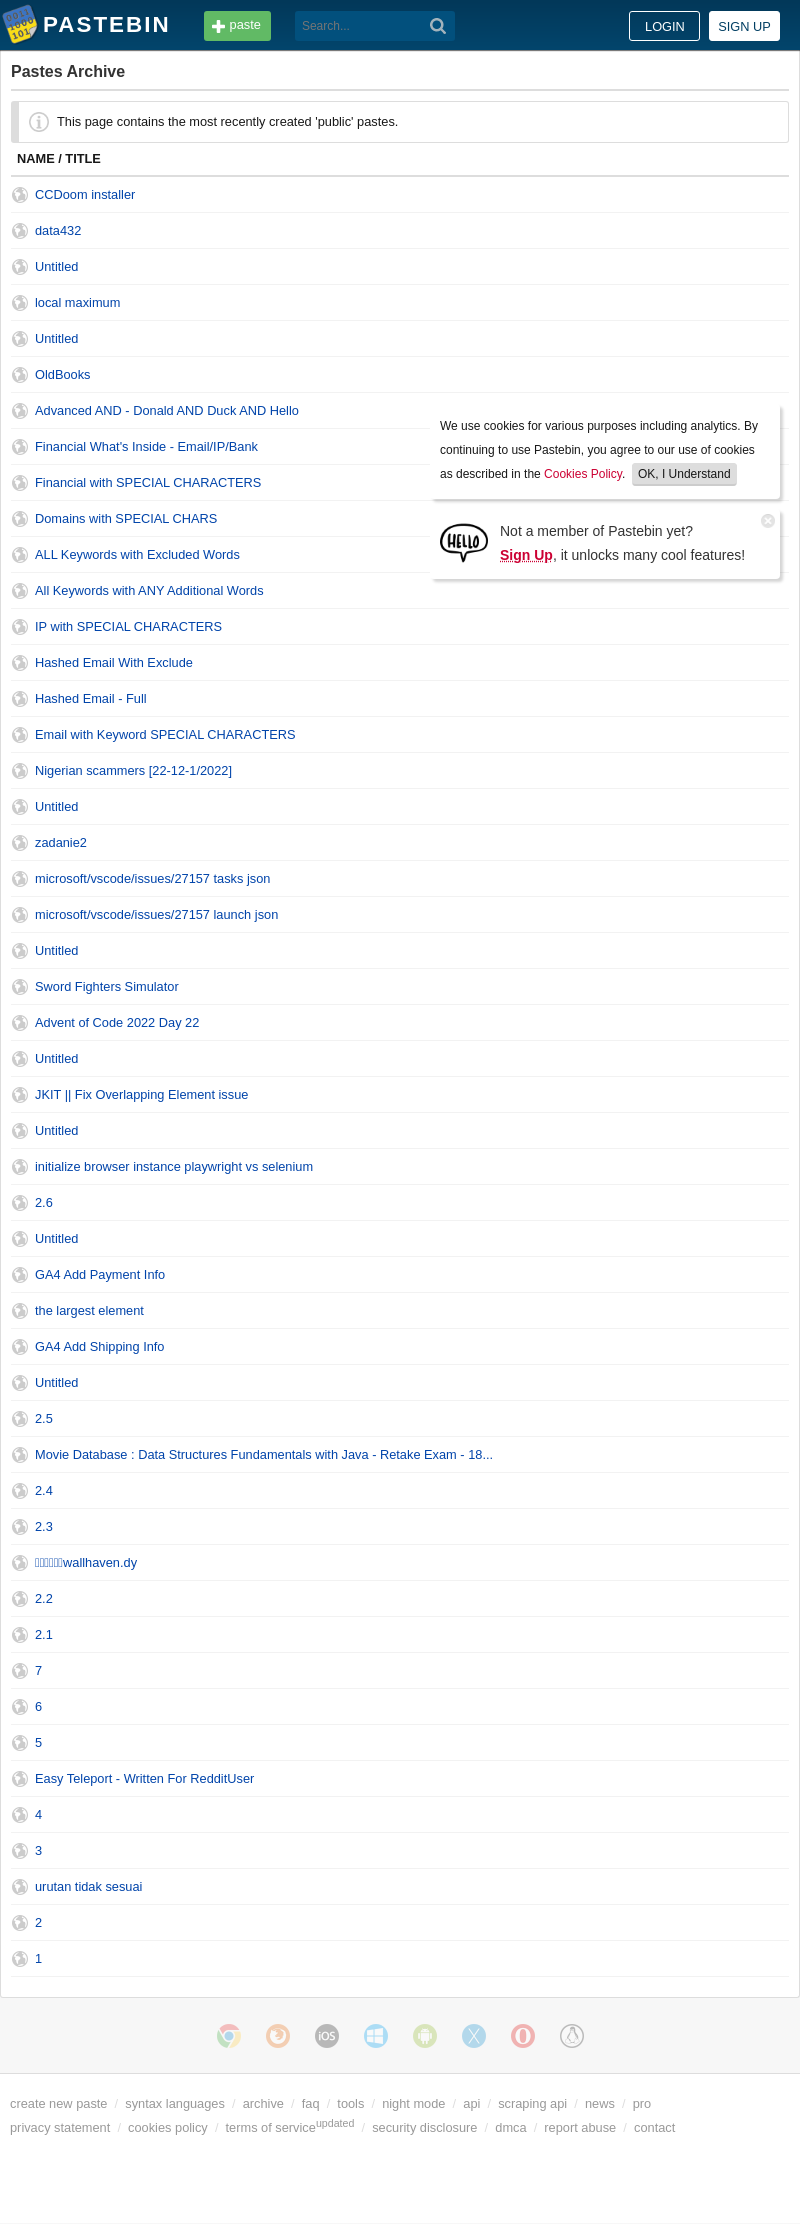 PASTEBIN
paste
Search...
LOGIN
SIGN UP
Pastes Archive
This page contains the most recently created 'public' pastes.
NAME / TITLE
CCDoom installer
data432
Untitled
local maximum
Untitled
OldBooks
Advanced AND - Donald AND Duck AND Hello
Financial What's Inside - Email/IP/Bank
Financial with SPECIAL CHARACTERS
Domains with SPECIAL CHARS
ALL Keywords with Excluded Words
All Keywords with ANY Additional Words
We use cookies for various purposes including analytics. By
continuing to use Pastebin, you agree to our use of cookies
as described in the Cookies Policy. OK, I Understand
HELLO
Not a member of Pastebin yet?
Sign Up, it unlocks many cool features!
IP with SPECIAL CHARACTERS
Hashed Email With Exclude
Hashed Email - Full
Email with Keyword SPECIAL CHARACTERS
Nigerian scammers [22-12-1/2022]
Untitled
zadanie2
microsoft/vscode/issues/27157 tasks json
microsoft/vscode/issues/27157 launch json
Untitled
Sword Fighters Simulator
Advent of Code 2022 Day 22
Untitled
JKIT || Fix Overlapping Element issue
Untitled
initialize browser instance playwright vs selenium
2.6
Untitled
GA4 Add Payment Info
the largest element
GA4 Add Shipping Info
Untitled
2.5
Movie Database : Data Structures Fundamentals with Java - Retake Exam - 18...
2.4
2.3
wallhaven.dy
2.2
2.1
7
6
5
Easy Teleport - Written For RedditUser
4
3
urutan tidak sesuai
2
1
iOS
create new paste / syntax languages / archive / faq / tools / night mode / api / scraping api / news / pro
privacy statement / cookies policy / terms of serviceupdated / security disclosure / dmca / report abuse / contact